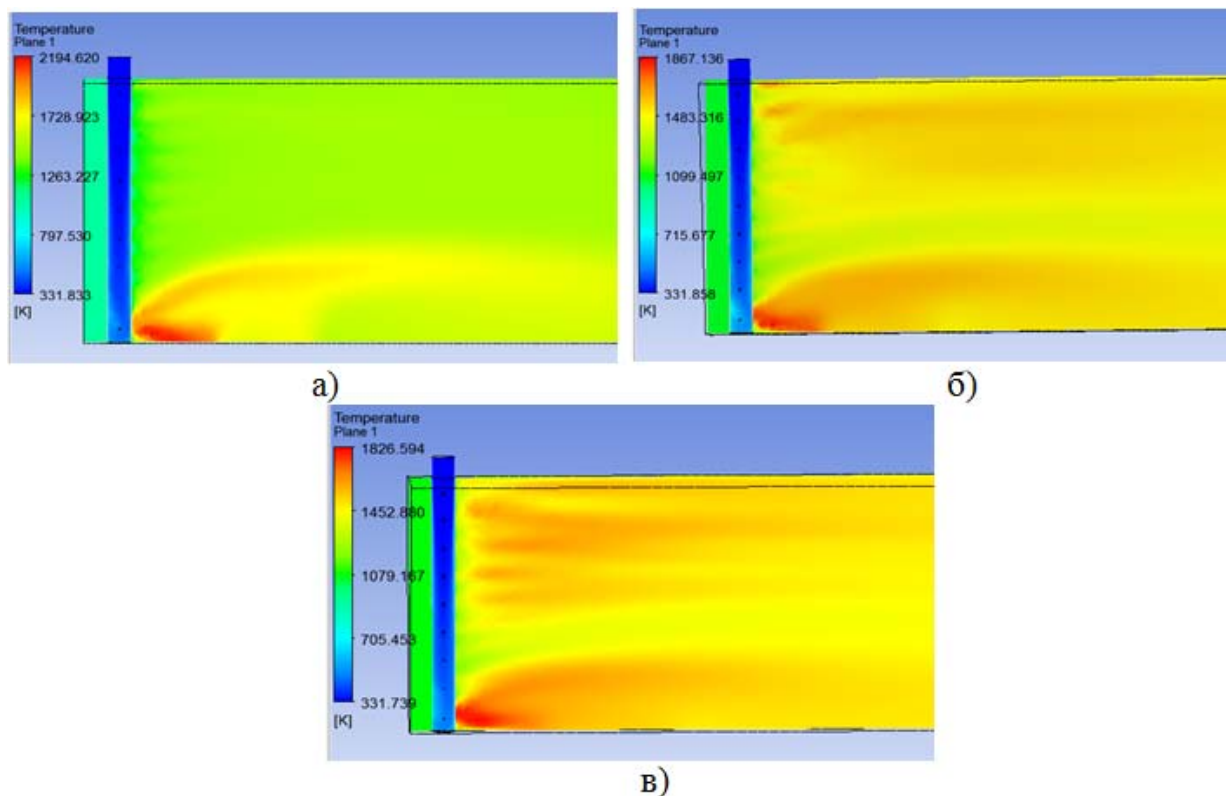 Temperature
Plane 1
2194.620
1728.923
1263.227
797.530
331.833
[K]
а)
Temperature
Plane 1
1867.136
1483.316
1099.497
715.677
331.858
[K]
б)
Temperature
Plane 1
1826.594
1452.880
1079.167
705.453
331.739
[K]
в)